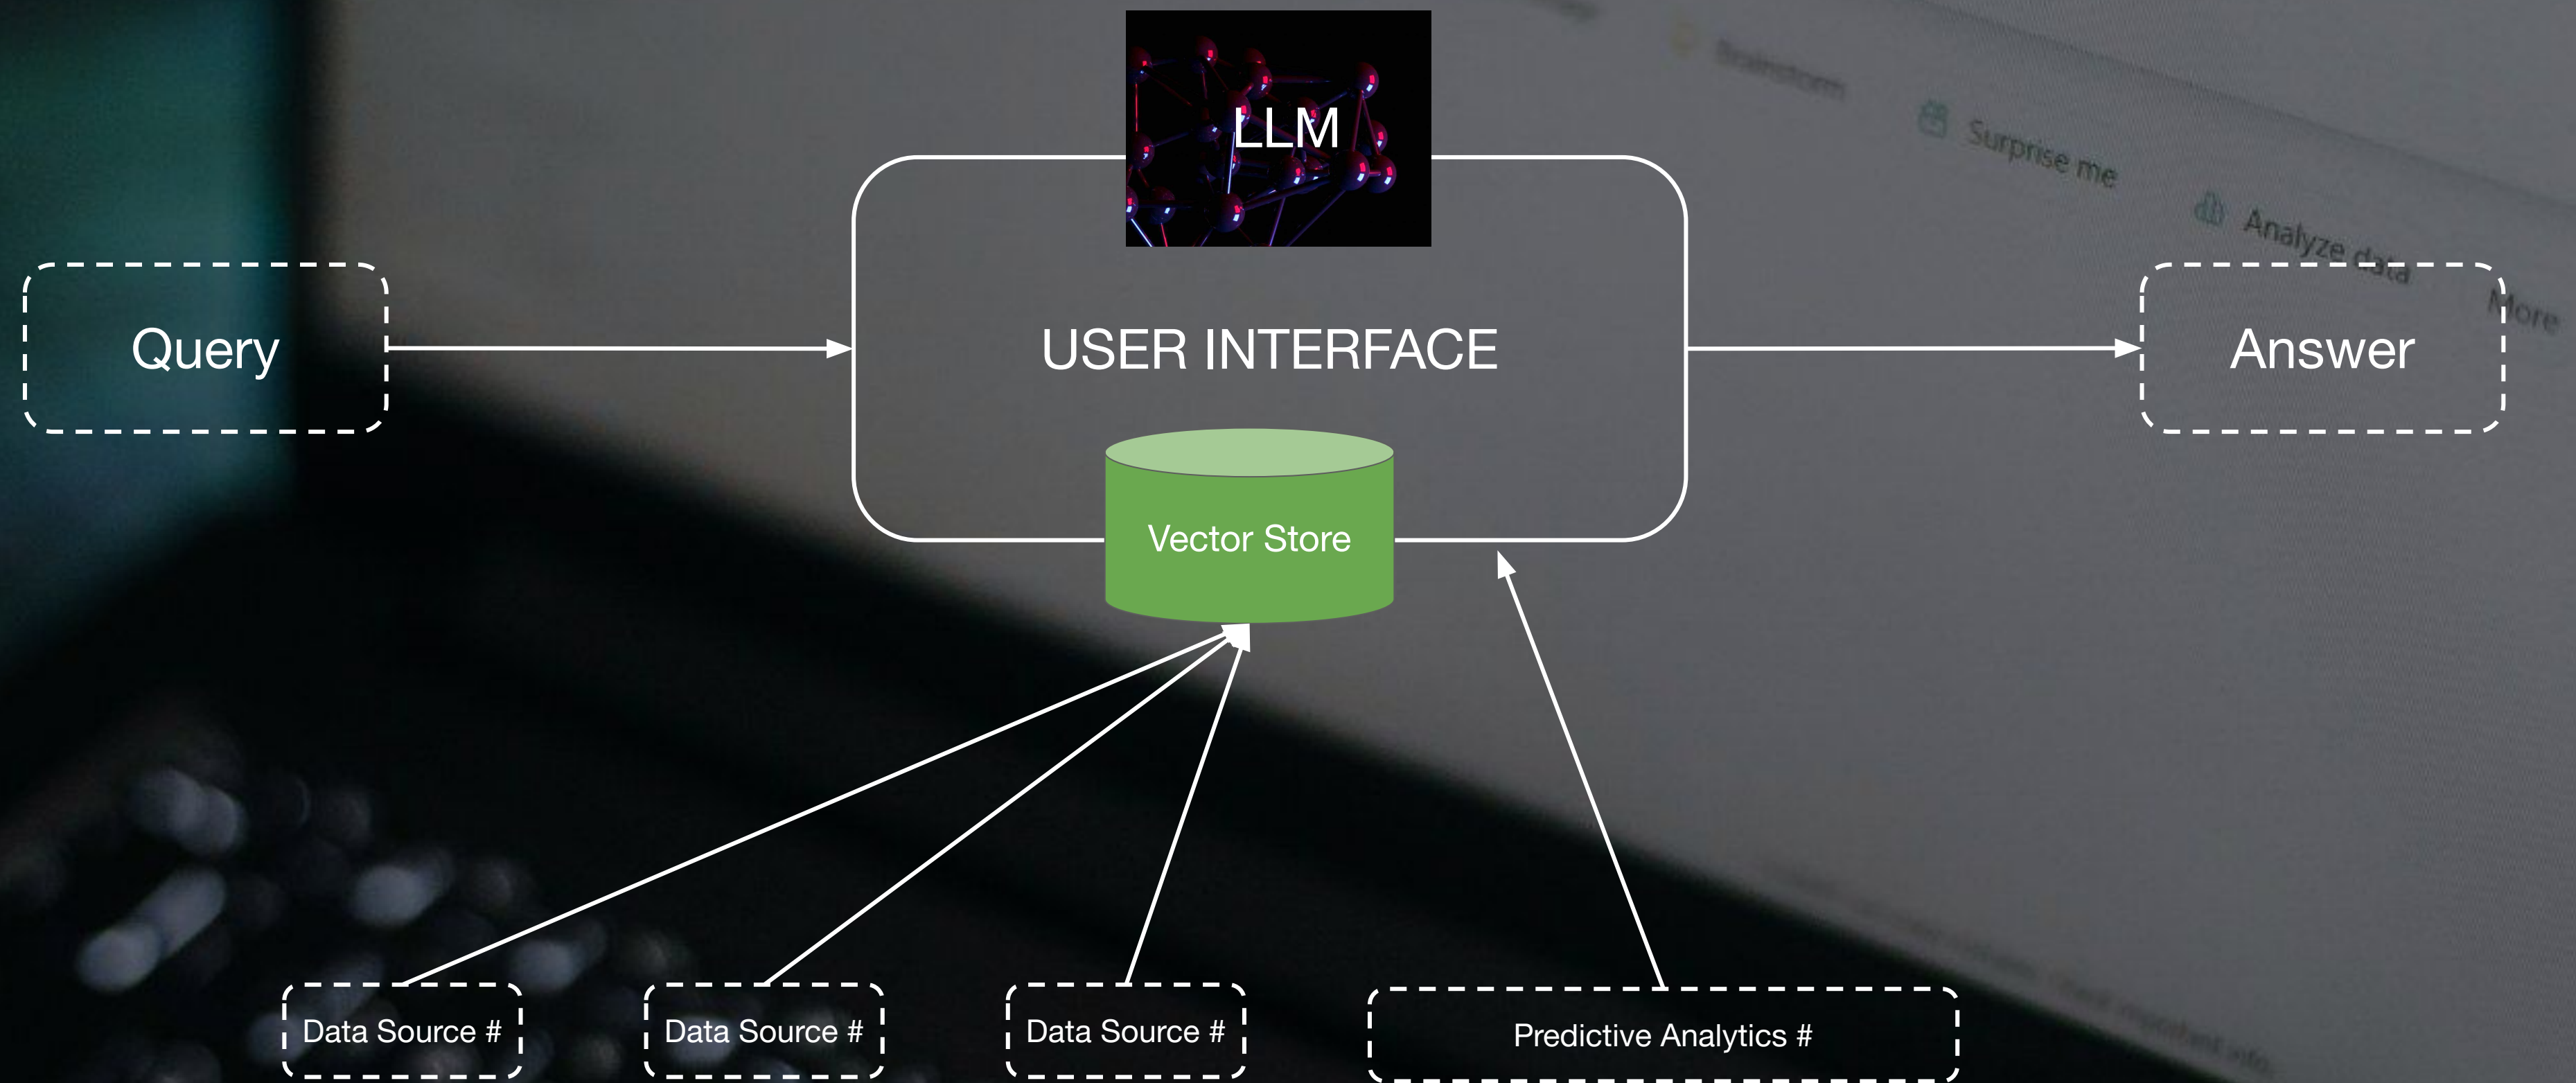 LLM
Brainstorm
Surprise me
Analyze data
More
Query
USER INTERFACE
Answer
Vector Store
Data Source #
Data Source #
Data Source #
Predictive Analytics #